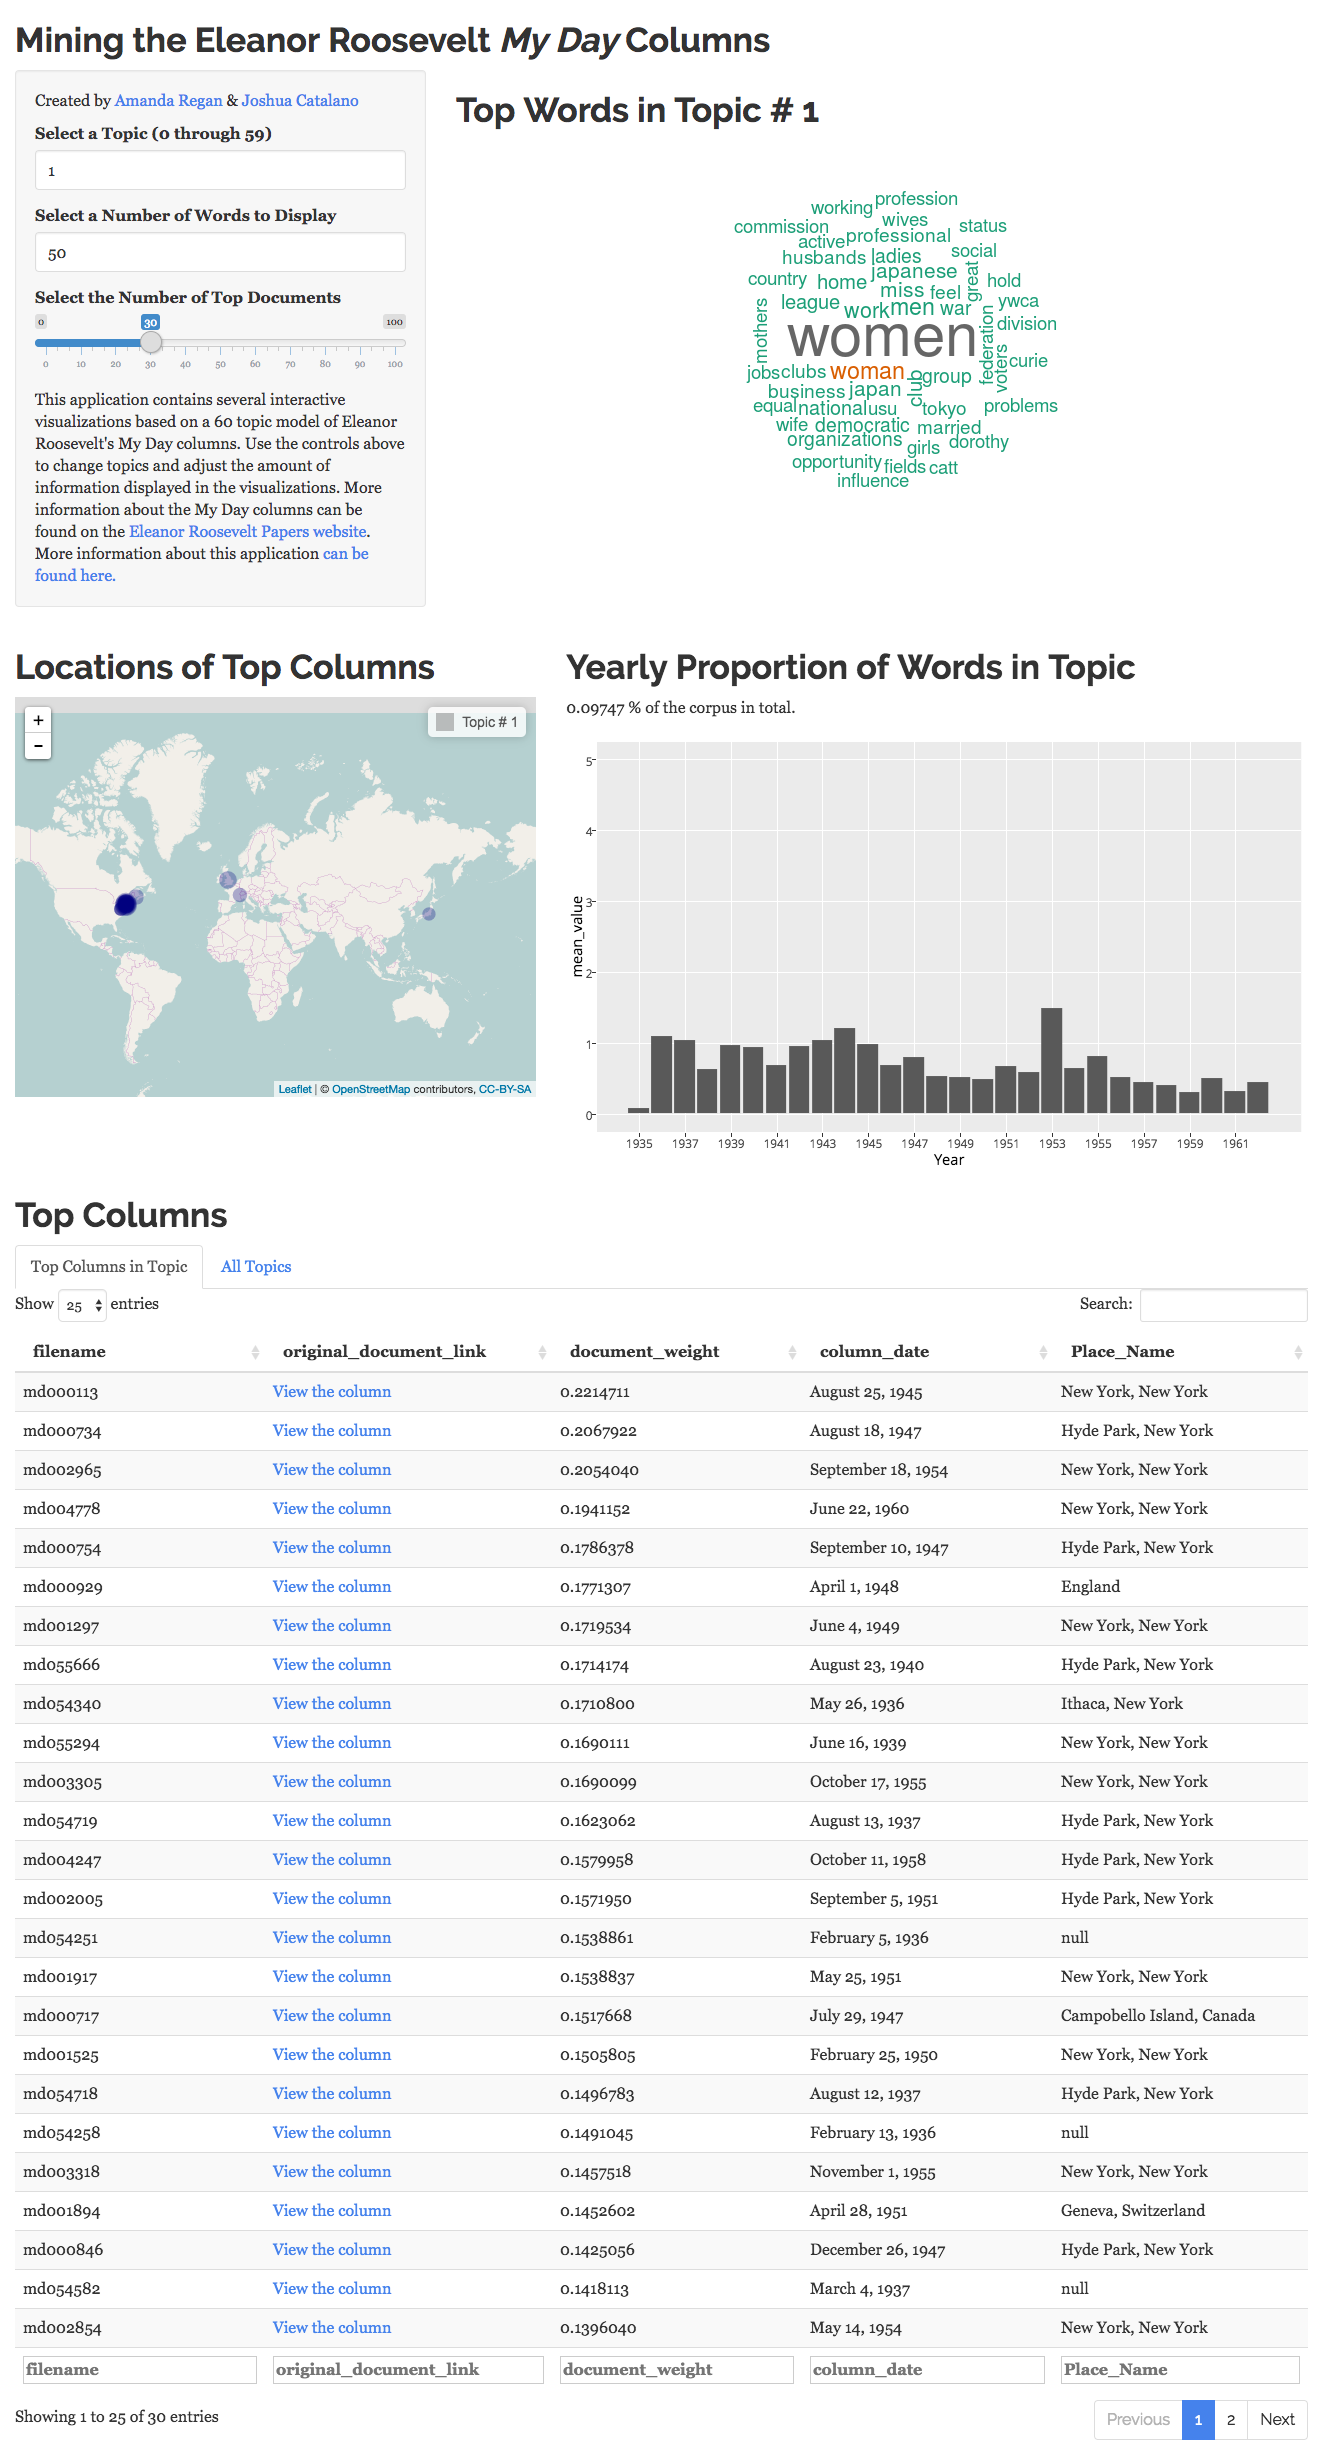 Mining the Eleanor Roosevelt My Day Columns
Created by Amanda Regan & Joshua Catalano
Select a Topic (0 through 59)
1
Select a Number of Words to Display
50
Select the Number of Top Documents
0 30 100
0 10 20 30 40 50 60 70 80 90 100
This application contains several interactive
visualizations based on a 60 topic model of Eleanor
Roosevelt's My Day columns. Use the controls above
to change topics and adjust the amount of
information displayed in the visualizations. More
information about the My Day columns can be
found on the Eleanor Roosevelt Papers website.
More information about this application can be
found here.
Top Words in Topic # 1
working profession
commission wives status
active professional
husbands ladies social
country home japanese great hold
miss feel ywca
league work men war
mothers women federation division
voters curie
jobs clubs woman club group
business japan
equal national usu tokyo problems
wife democratic married
organizations girls dorothy
opportunity fields catt
influence
Locations of Top Columns
+
-
Topic # 1
Leaflet | © OpenStreetMap contributors, CC-BY-SA
Yearly Proportion of Words in Topic
0.09747 % of the corpus in total.
5
4
3
2
1
0
mean_value
1935 1937 1939 1941 1943 1945 1947 1949 1951 1953 1955 1957 1959 1961
Year
Top Columns
Top Columns in Topic All Topics
Show 25 entries Search:
filename original_document_link document_weight column_date Place_Name
md000113 View the column 0.2214711 August 25, 1945 New York, New York
md000734 View the column 0.2067922 August 18, 1947 Hyde Park, New York
md002965 View the column 0.2054040 September 18, 1954 New York, New York
md004778 View the column 0.1941152 June 22, 1960 New York, New York
md000754 View the column 0.1786378 September 10, 1947 Hyde Park, New York
md000929 View the column 0.1771307 April 1, 1948 England
md001297 View the column 0.1719534 June 4, 1949 New York, New York
md055666 View the column 0.1714174 August 23, 1940 Hyde Park, New York
md054340 View the column 0.1710800 May 26, 1936 Ithaca, New York
md055294 View the column 0.1690111 June 16, 1939 New York, New York
md003305 View the column 0.1690099 October 17, 1955 New York, New York
md054719 View the column 0.1623062 August 13, 1937 Hyde Park, New York
md004247 View the column 0.1579958 October 11, 1958 Hyde Park, New York
md002005 View the column 0.1571950 September 5, 1951 Hyde Park, New York
md054251 View the column 0.1538861 February 5, 1936 null
md001917 View the column 0.1538837 May 25, 1951 New York, New York
md000717 View the column 0.1517668 July 29, 1947 Campobello Island, Canada
md001525 View the column 0.1505805 February 25, 1950 New York, New York
md054718 View the column 0.1496783 August 12, 1937 Hyde Park, New York
md054258 View the column 0.1491045 February 13, 1936 null
md003318 View the column 0.1457518 November 1, 1955 New York, New York
md001894 View the column 0.1452602 April 28, 1951 Geneva, Switzerland
md000846 View the column 0.1425056 December 26, 1947 Hyde Park, New York
md054582 View the column 0.1418113 March 4, 1937 null
md002854 View the column 0.1396040 May 14, 1954 New York, New York
filename original_document_link document_weight column_date Place_Name
Showing 1 to 25 of 30 entries Previous 1 2 Next